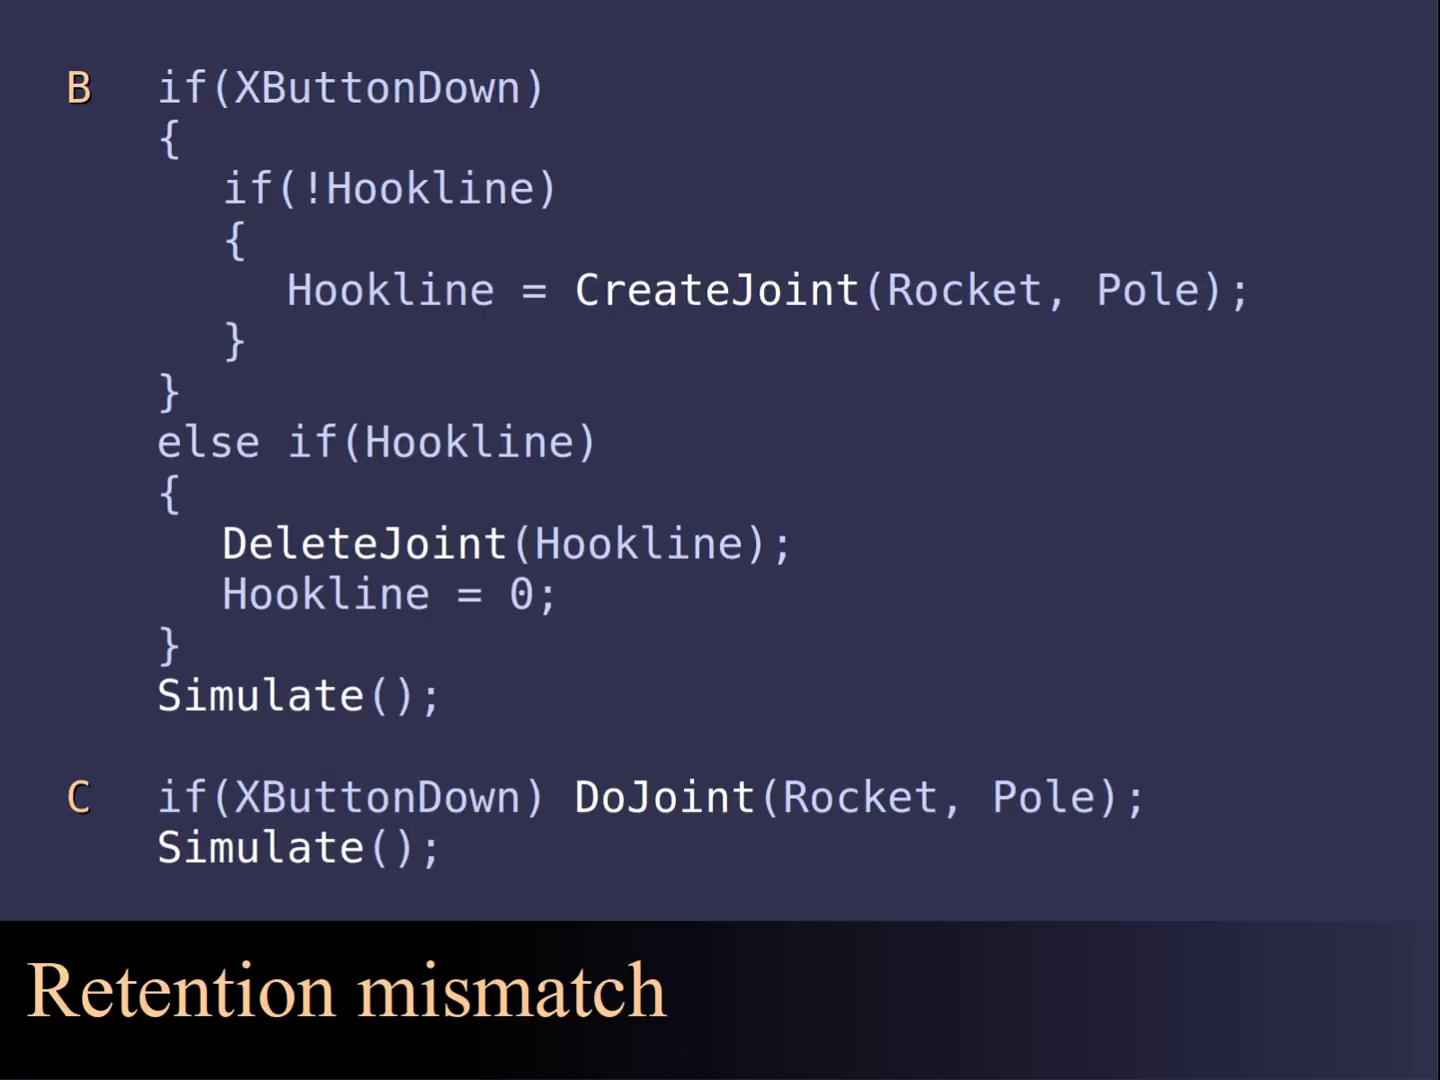 B if(XButtonDown)
{
if(!Hookline)
{
Hookline = CreateJoint(Rocket, Pole);
}
}
else if(Hookline)
{
DeleteJoint(Hookline);
Hookline = 0;
}
Simulate();
C if(XButtonDown) DoJoint(Rocket, Pole);
Simulate();
Retention mismatch